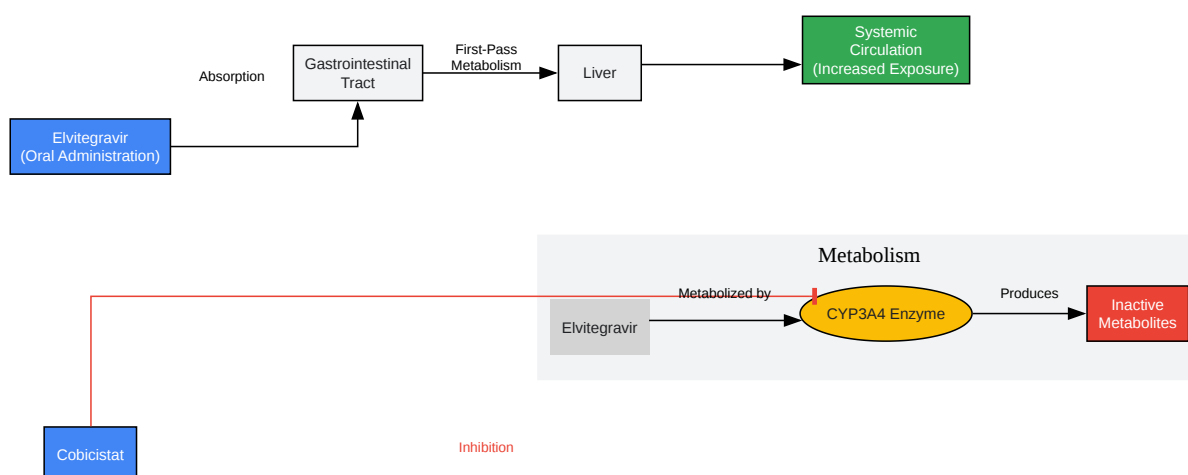 Systemic
Circulation
(Increased Exposure)
First-Pass
Metabolism
Gastrointestinal
Tract
Liver
Absorption
Elvitegravir
(Oral Administration)
Metabolism
Metabolized by
Produces
Elvitegravir
CYP3A4 Enzyme
Inactive
Metabolites
Cobicistat
Inhibition